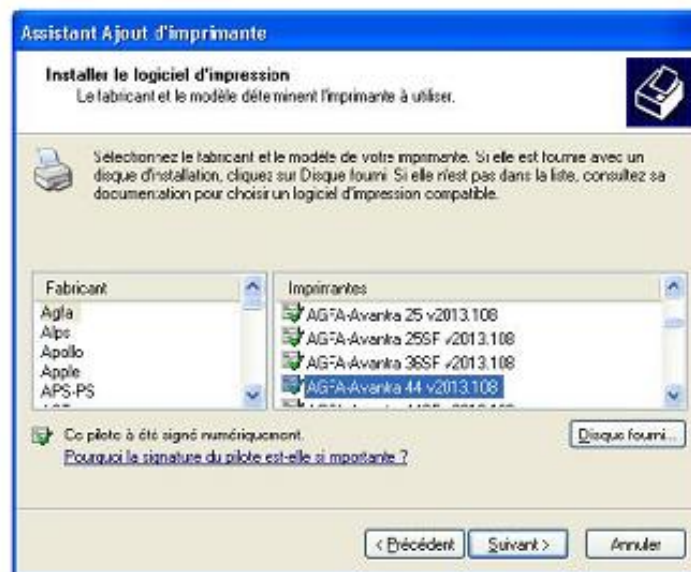 Assistant Ajout d'imprimante
Installer le logiciel d'impression
Le fabricant et le modèle déterminent l'imprimante à utiliser.
Sélectionnez le fabricant et le modèle de votre imprimante. Si elle est fournie avec un
disque d'installation, cliquez sur Disque fourni. Si elle n'est pas dans la liste, consultez sa
documentation pour choisir un logiciel d'impression compatible.
Fabricant
Agfa
Alps
Apollo
Apple
APS-PS
Imprimantes
AGFA-Avantra 25 v2013.108
AGFA-Avantra 25SF v2013.108
AGFA-Avantra 36SF v2013.108
AGFA-Avantra 44 v2013.108
Ce pilote a été signé numériquement.
Pourquoi la signature du pilote est-elle si importante ?
Disque fourni...
< Précédent
Suivant >
Annuler